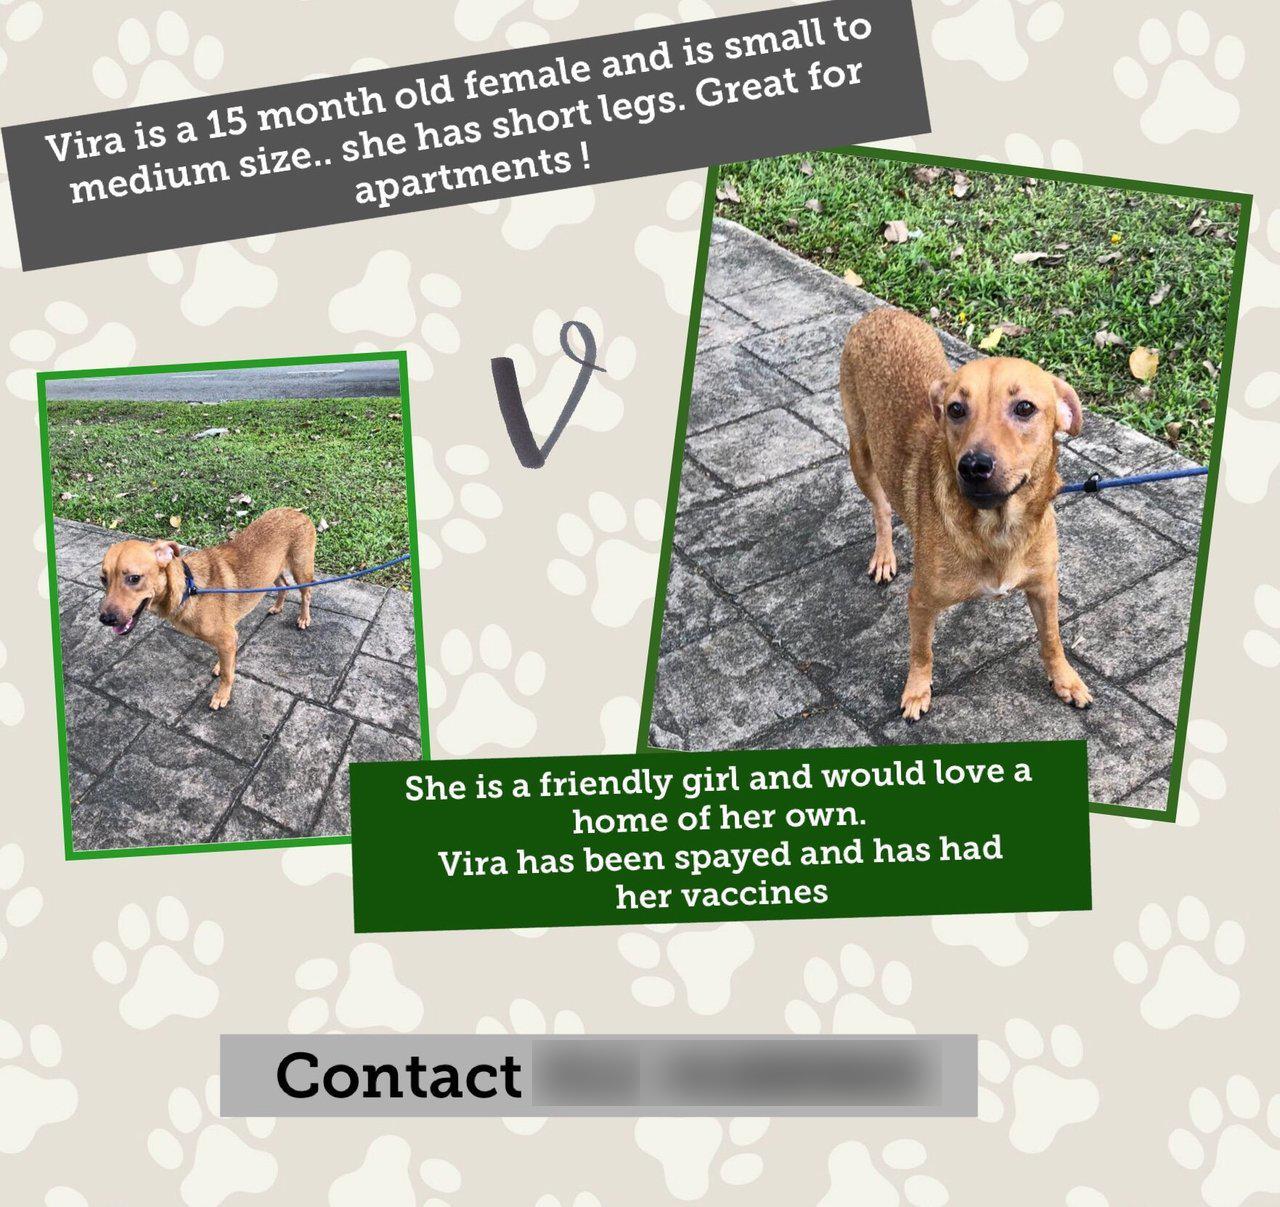 Vira is a 15 month old female and is small to
medium size.. she has short legs. Great for
apartments !
V
She is a friendly girl and would love a
home of her own.
Vira has been spayed and has had
her vaccines
Contact